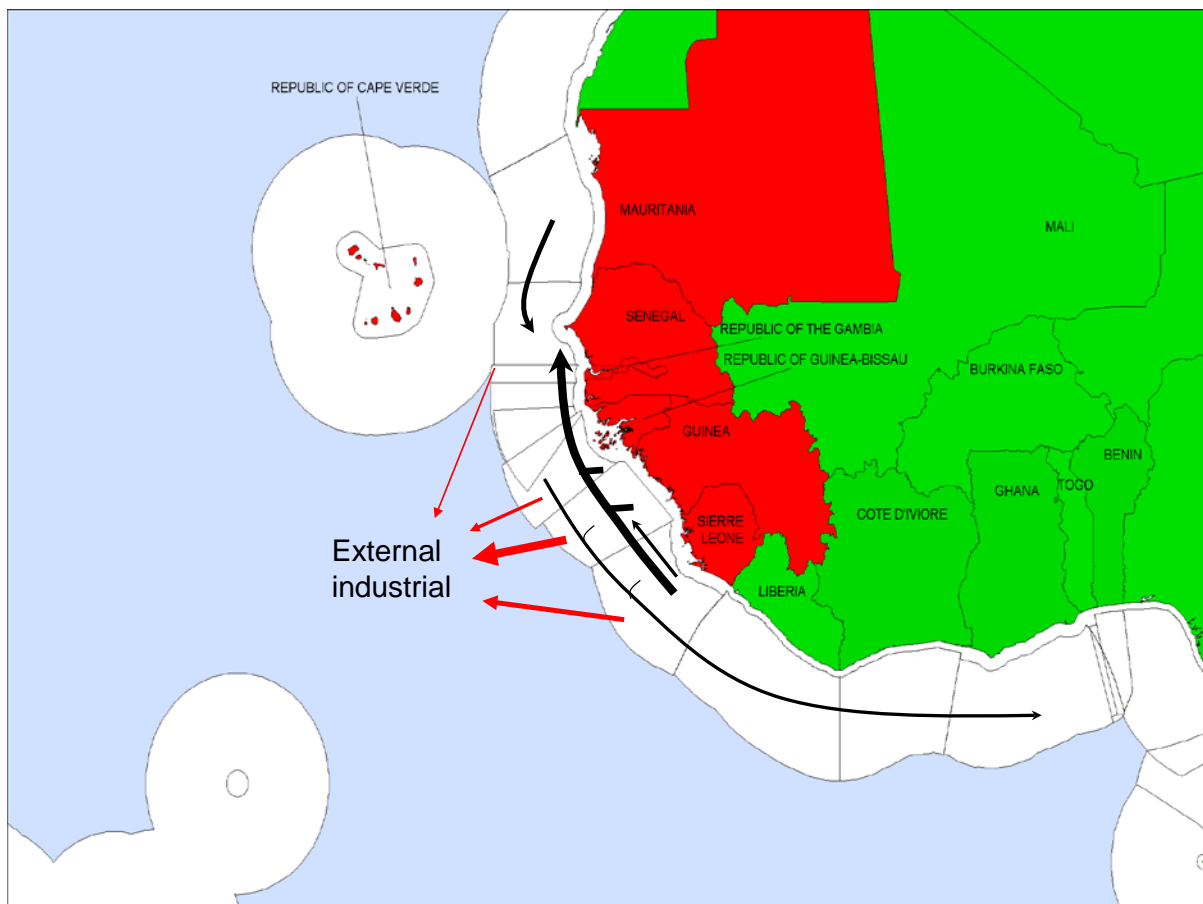 REPUBLIC OF CAPE VERDE
MAURITANIA
MALI
SENEGAL
REPUBLIC OF THE GAMBIA
REPUBLIC OF GUINEA-BISSAU
BURKINA FASO
GUINEA
BENIN
GHANA
TOGO
COTE D'IVIORE
SIERRE
LEONE
External
industrial
LIBERIA